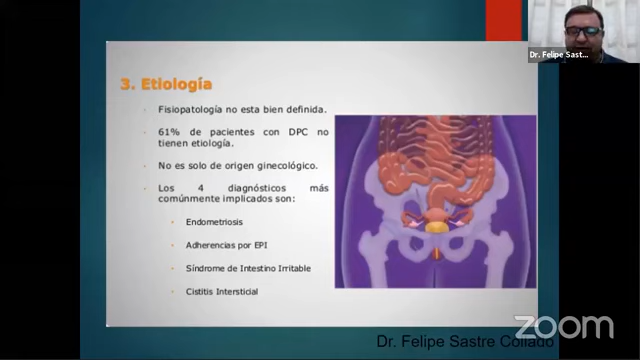 Dr. Felipe Sast...
3. Etiología
Fisiopatología no esta bien definida.
61% de pacientes con DPC no
tienen etiología.
No es solo de origen ginecológico.
Los 4 diagnósticos más
comúnmente implicados son:
Endometriosis
Adherencias por EPI
Síndrome de Intestino Irritable
Cistitis Intersticial
Dr. Felipe Sastre Collado
zoom